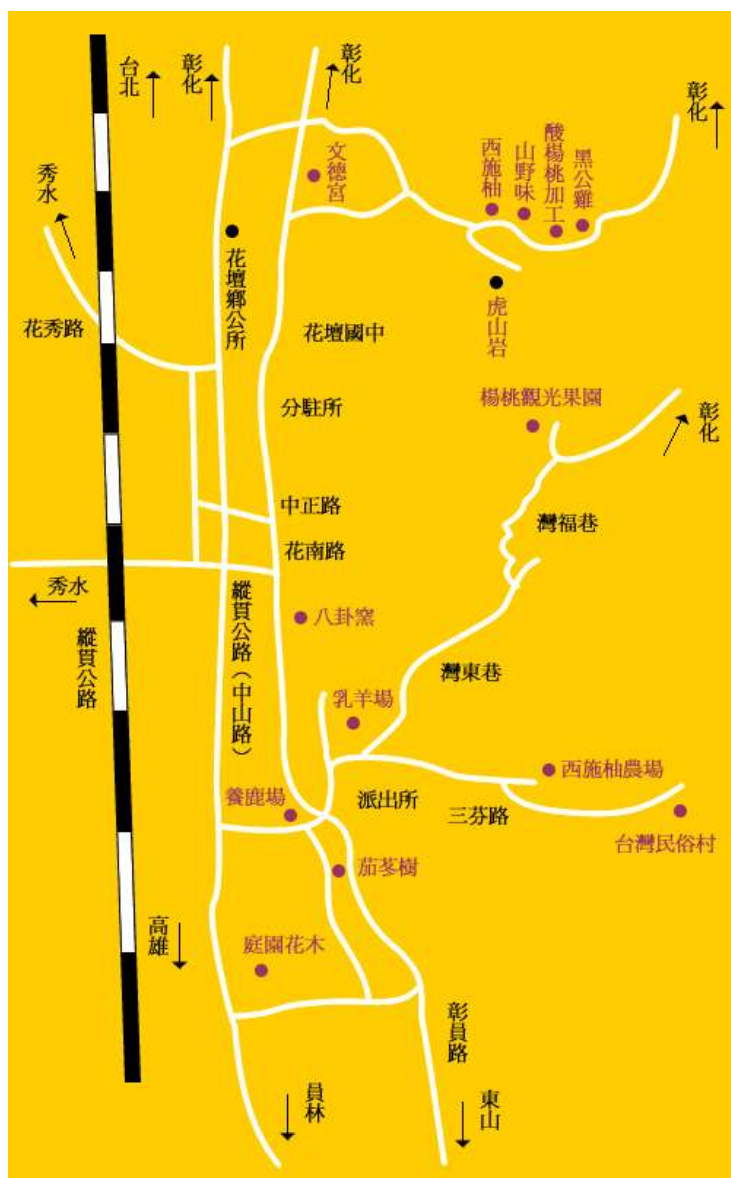 台北
彰化
彰化
彰化
秀水
文德宮
西施柚
山野味
酸楊桃加工
黑公雞
花壇鄉公所
虎山岩
花秀路
花壇國中
分駐所
楊桃觀光果園
彰化
中正路
灣福巷
花南路
秀水
縱貫公路
縱貫公路(中山路)
八卦窯
灣東巷
乳羊場
西施柚農場
養鹿場
派出所
三芬路
台灣民俗村
茄苳樹
高雄
庭園花木
彰員路
員林
東山